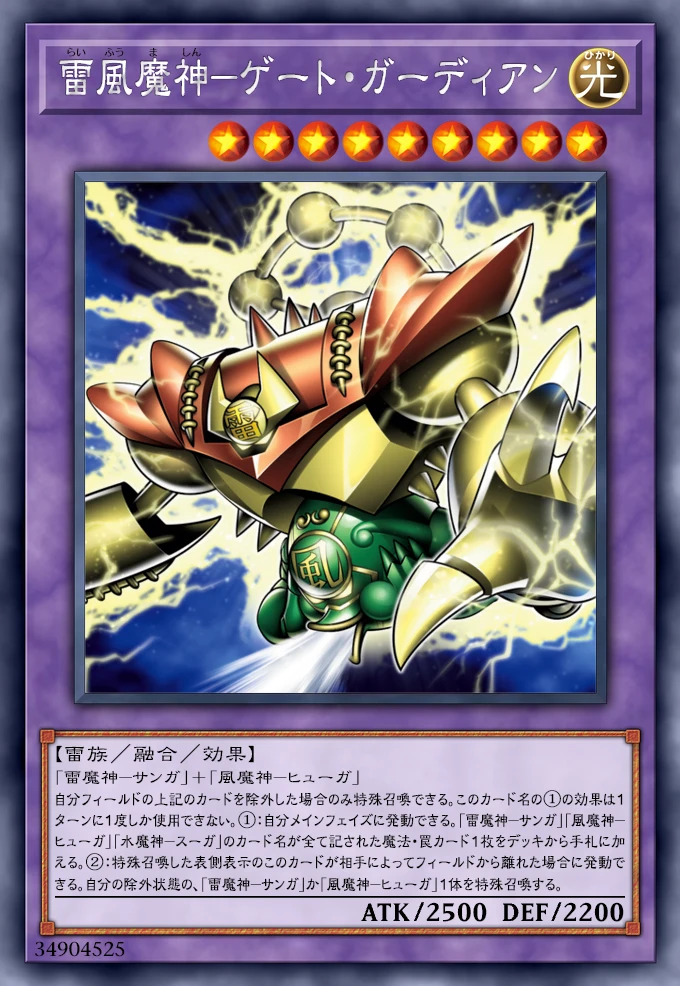 らい ふう ま しん
雷風魔神－ゲート・ガーディアン
ひかり
光
雷
風
【雷族／融合／効果】
「雷魔神－サンガ」＋「風魔神－ヒューガ」
自分フィールドの上記のカードを除外した場合のみ特殊召喚できる。このカード名の①の効果は１
ターンに１度しか使用できない。①：自分メインフェイズに発動できる。「雷魔神－サンガ」「風魔神－
ヒューガ」「水魔神－スーガ」のカード名が全て記された魔法・罠カード１枚をデッキから手札に加
える。②：特殊召喚した表側表示のこのカードが相手によってフィールドから離れた場合に発動で
きる。自分の除外状態の、「雷魔神－サンガ」か「風魔神－ヒューガ」１体を特殊召喚する。
ATK/2500 DEF/2200
34904525